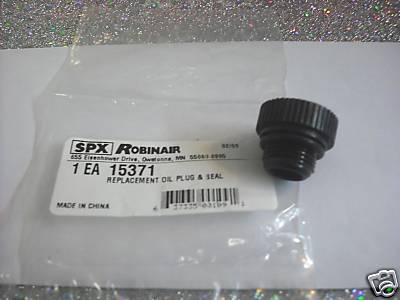 SPX ROBINAIR
655 Eisenhower Drive, Owatonna, MN
1 EA 15371
REPLACEMENT OIL PLUG & SEAL
MADE IN CHINA